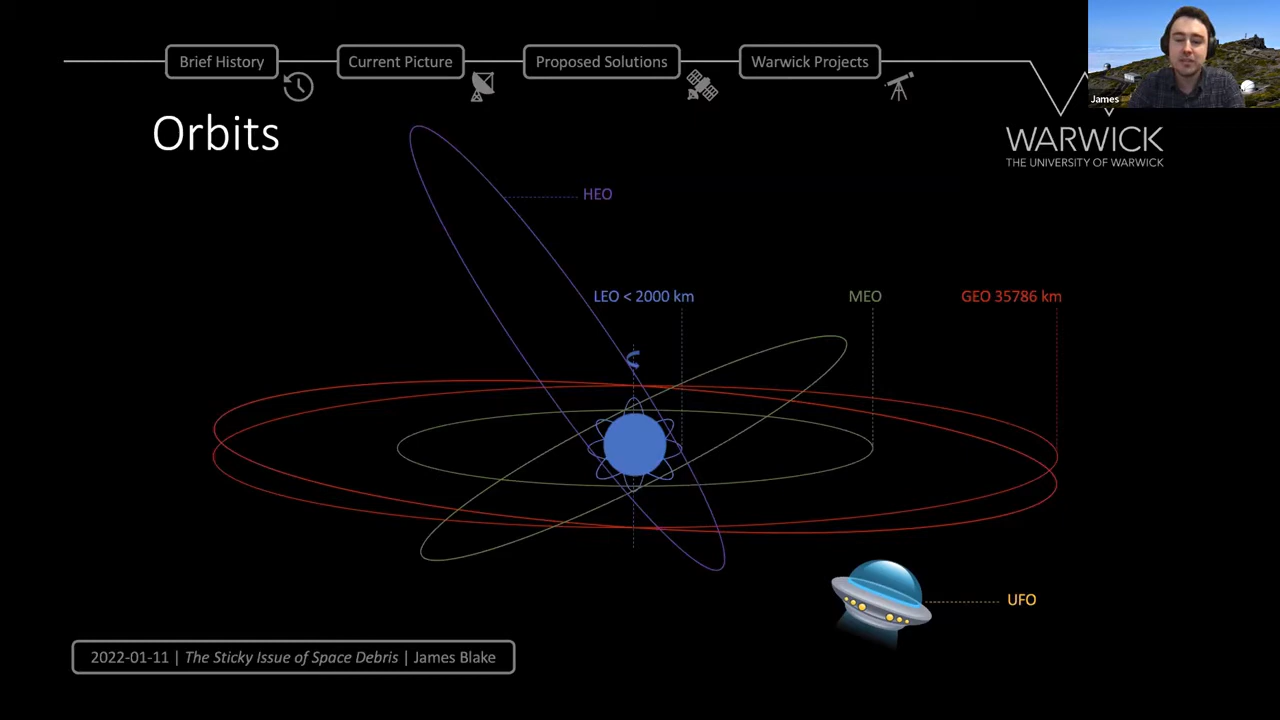 Brief History
Current Picture
Proposed Solutions
Warwick Projects
James
Orbits
WARWICK
THE UNIVERSITY OF WARWICK
HEO
LEO < 2000 km
MEO
GEO 35786 km
UFO
2022-01-11 | The Sticky Issue of Space Debris | James Blake